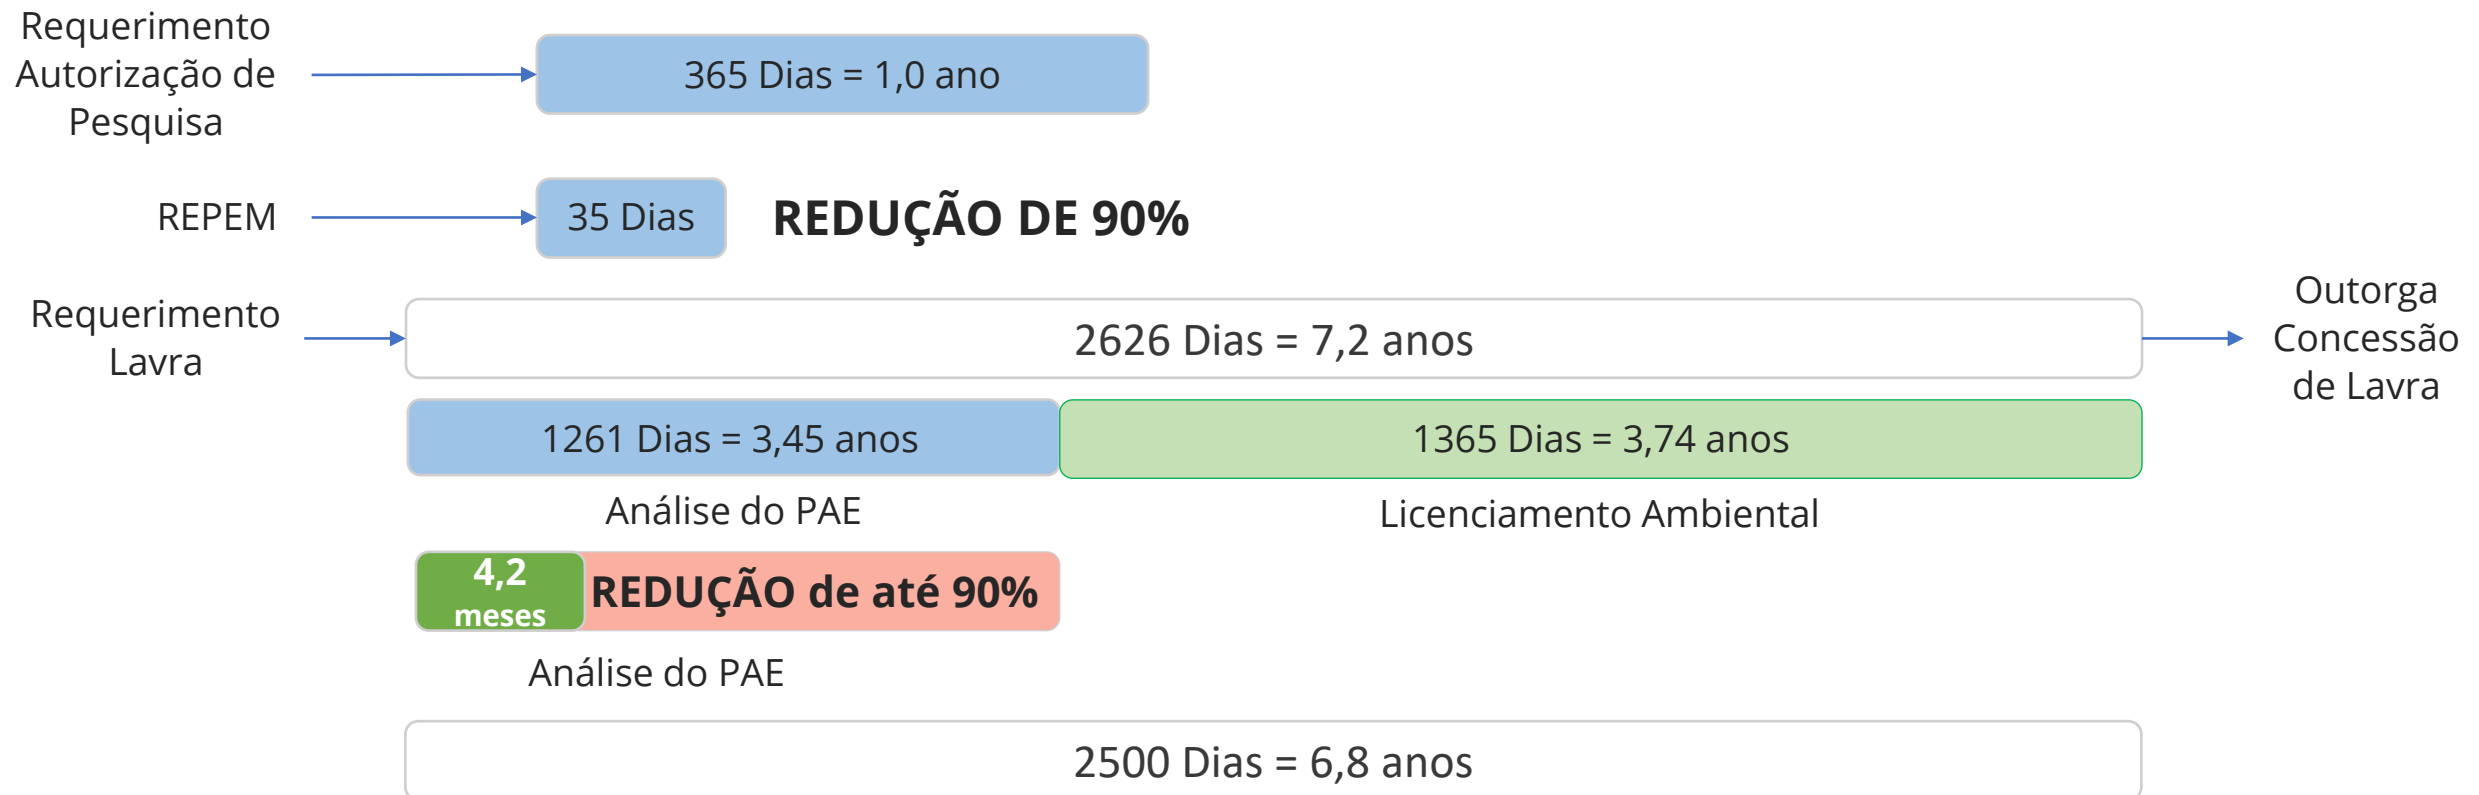 Requerimento
Autorização de
Pesquisa
365 Dias = 1,0 ano
REPEM
35 Dias
REDUÇÃO DE 90%
Requerimento
Lavra
2626 Dias = 7,2 anos
Outorga
Concessão
de Lavra
1261 Dias = 3,45 anos
1365 Dias = 3,74 anos
Análise do PAE
Licenciamento Ambiental
4,2
meses
REDUÇÃO de até 90%
Análise do PAE
2500 Dias = 6,8 anos